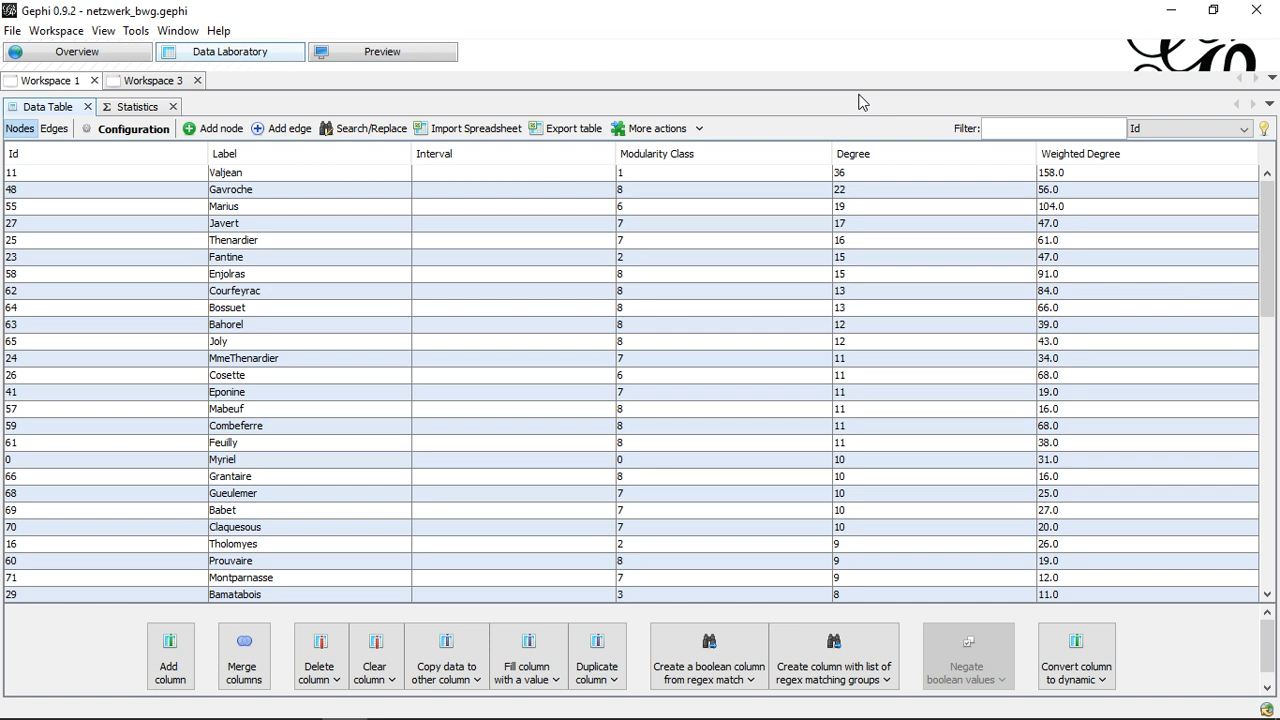 Gephi 0.9.2 - netzwerk_bwg.gephi
File Workspace View Tools Window Help
Overview Data Laboratory Preview
Workspace 1 Workspace 3
Data Table Σ Statistics
Nodes Edges Configuration Add node Add edge Search/Replace Import Spreadsheet Export table More actions Filter: Id
Id Label Interval Modularity Class Degree Weighted Degree
11 Valjean 1 36 158.0
48 Gavroche 8 22 56.0
55 Marius 6 19 104.0
27 Javert 7 17 47.0
25 Thenardier 7 16 61.0
23 Fantine 2 15 47.0
58 Enjolras 8 15 91.0
62 Courfeyrac 8 13 84.0
64 Bossuet 8 13 66.0
63 Bahorel 8 12 39.0
65 Joly 8 12 43.0
24 MmeThenardier 7 11 34.0
26 Cosette 6 11 68.0
41 Eponine 7 11 19.0
57 Mabeuf 8 11 16.0
59 Combeferre 8 11 68.0
61 Feuilly 8 11 38.0
0 Myriel 0 10 31.0
66 Grantaire 8 10 16.0
68 Gueulemer 7 10 25.0
69 Babet 7 10 27.0
70 Claquesous 7 10 20.0
16 Tholomyes 2 9 26.0
60 Prouvaire 8 9 19.0
71 Montparnasse 7 9 12.0
29 Bamatabois 3 8 11.0
Add Merge Delete Clear Copy data to Fill column Duplicate Create a boolean column Create column with list of Negate Convert column
column columns column column other column with a value column from regex match regex matching groups boolean values to dynamic